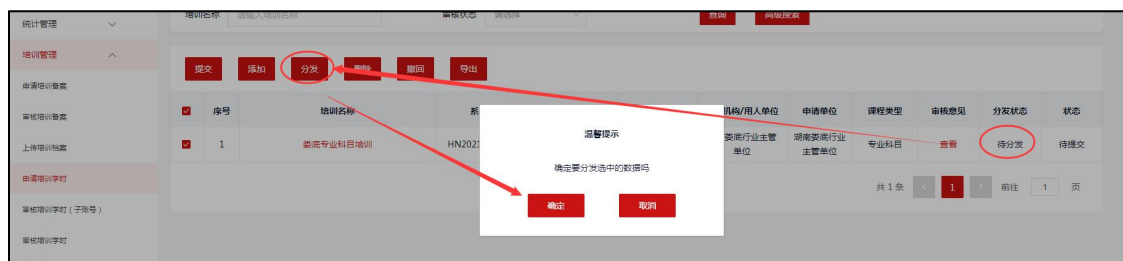 统计管理
培训名称 请输入培训名称 审核状态 请选择 查询 高级搜索
培训管理
提交 添加 分发 删除 撤回 导出
申请培训备案
序号 培训名称 系 机构/用人单位 申请单位 课程类型 审核意见 分发状态 状态
审核培训备案
1 娄底专业科目培训 HN2021 娄底行业主管单位 湖南娄底行业主管单位 专业科目 查看 待分发 待提交
温馨提示
确定要分发选中的数据吗
确定 取消
上传培训档案
申请培训学时
共 1 条 1 前往 1 页
审核培训学时（子账号）
审核培训学时